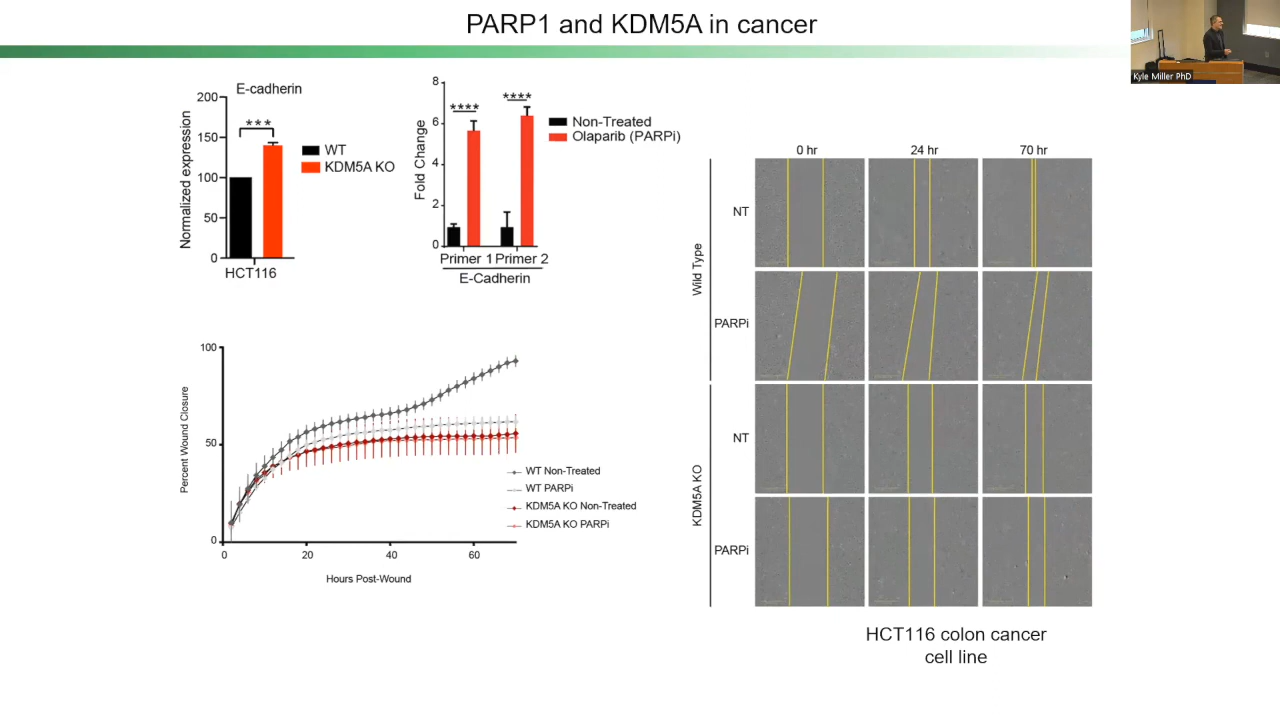 PARP1 and KDM5A in cancer
Kyle Miller PhD
E-cadherin
Normalized expression
200
150
100
50
0
***
WT
KDM5A KO
HCT116
Fold Change
8
6
4
2
0
****
****
Non-Treated
Olaparib (PARPi)
Primer 1 Primer 2
E-Cadherin
Percent Wound Closure
100
50
0
0 20 40 60
Hours Post-Wound
WT Non-Treated
WT PARPi
KDM5A KO Non-Treated
KDM5A KO PARPi
0 hr 24 hr 70 hr
Wild Type
NT
PARPi
KDM5A KO
NT
PARPi
HCT116 colon cancer
cell line